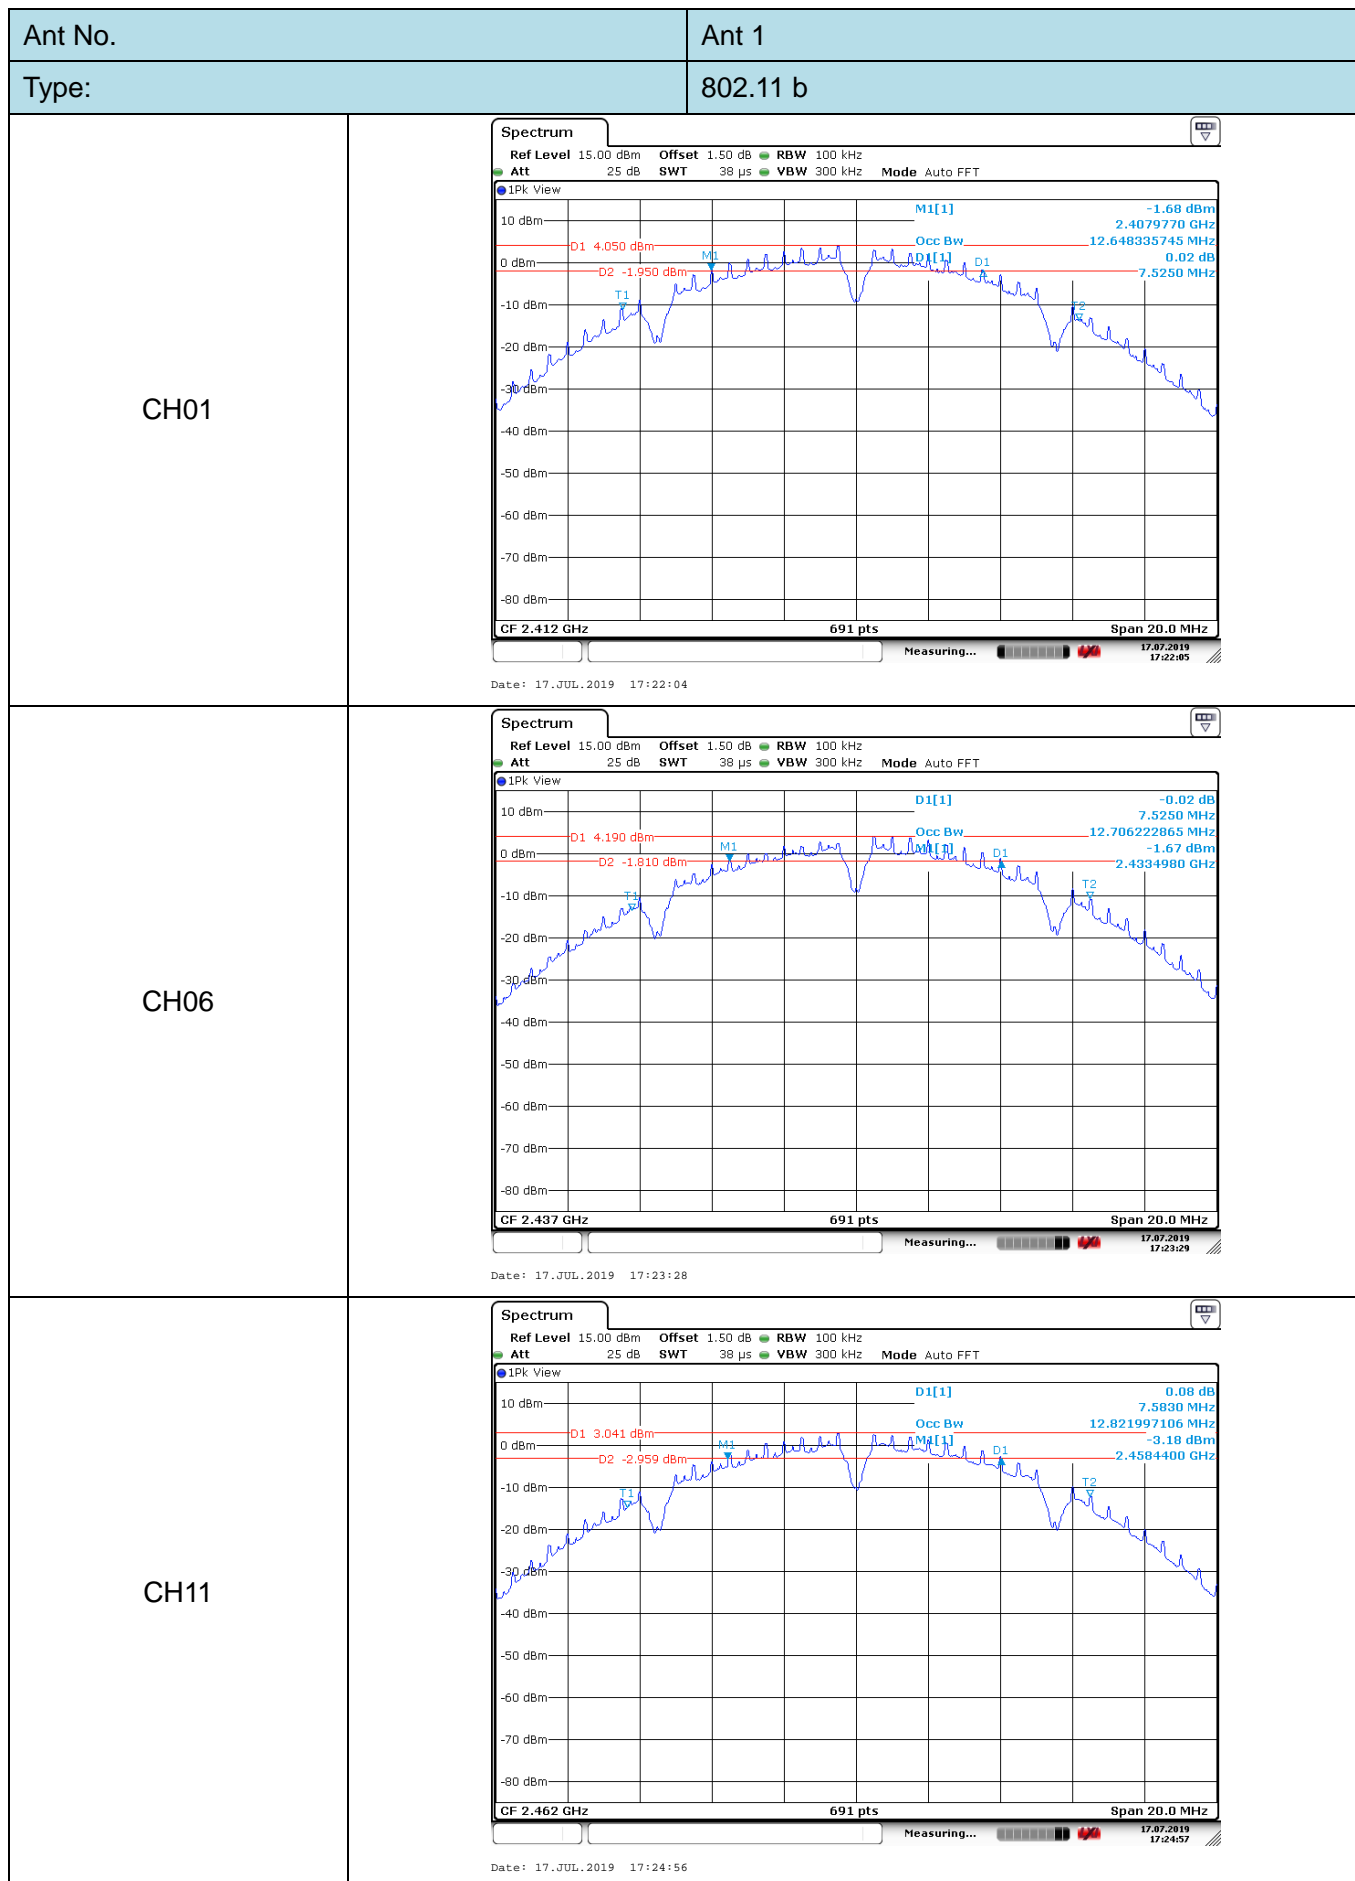 Ant No. Ant 1
Type: 802.11 b
CH01
Spectrum
Ref Level 15.00 dBm Offset 1.50 dB RBW 100 kHz
Att 25 dB SWT 38 µs VBW 300 kHz Mode Auto FFT
1Pk View
M1[1] -1.68 dBm
2.4079770 GHz
Occ Bw 12.648335745 MHz
D1[1] 0.02 dB
7.5250 MHz
10 dBm
D1 4.050 dBm
0 dBm
M1
D1
D2 -1.950 dBm
T1
T2
-10 dBm
-20 dBm
-30 dBm
-40 dBm
-50 dBm
-60 dBm
-70 dBm
-80 dBm
CF 2.412 GHz 691 pts Span 20.0 MHz
Measuring... 17.07.2019
17:22:05
Date: 17.JUL.2019 17:22:04
CH06
Spectrum
Ref Level 15.00 dBm Offset 1.50 dB RBW 100 kHz
Att 25 dB SWT 38 µs VBW 300 kHz Mode Auto FFT
1Pk View
D1[1] -0.02 dB
7.5250 MHz
Occ Bw 12.706222865 MHz
M1[1] -1.67 dBm
2.4334980 GHz
10 dBm
D1 4.190 dBm
0 dBm
M1
D1
D2 -1.810 dBm
T1
T2
-10 dBm
-20 dBm
-30 dBm
-40 dBm
-50 dBm
-60 dBm
-70 dBm
-80 dBm
CF 2.437 GHz 691 pts Span 20.0 MHz
Measuring... 17.07.2019
17:23:29
Date: 17.JUL.2019 17:23:28
CH11
Spectrum
Ref Level 15.00 dBm Offset 1.50 dB RBW 100 kHz
Att 25 dB SWT 38 µs VBW 300 kHz Mode Auto FFT
1Pk View
D1[1] 0.08 dB
7.5830 MHz
Occ Bw 12.821997106 MHz
M1[1] -3.18 dBm
2.4584400 GHz
10 dBm
D1 3.041 dBm
0 dBm
M1
D1
D2 -2.959 dBm
T1
T2
-10 dBm
-20 dBm
-30 dBm
-40 dBm
-50 dBm
-60 dBm
-70 dBm
-80 dBm
CF 2.462 GHz 691 pts Span 20.0 MHz
Measuring... 17.07.2019
17:24:57
Date: 17.JUL.2019 17:24:56